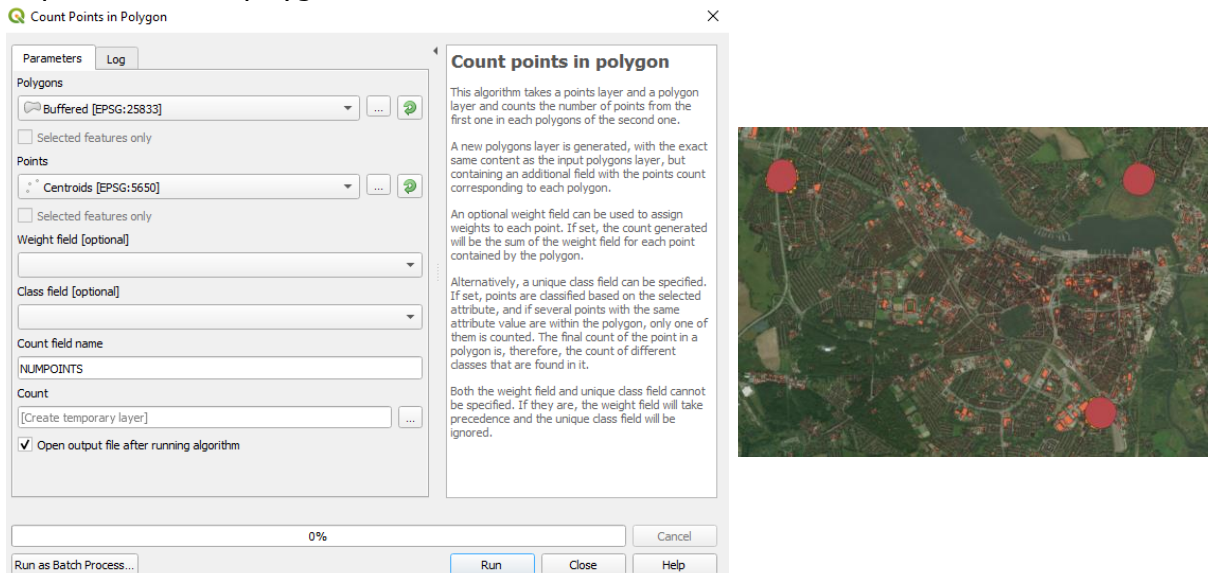 Count Points in Polygon
Parameters Log
Polygons
Buffered [EPSG:25833]
...
Selected features only
Points
Centroids [EPSG:5650]
...
Selected features only
Weight field [optional]
Class field [optional]
Count field name
NUMPOINTS
Count
[Create temporary layer]
...
Open output file after running algorithm
Count points in polygon
This algorithm takes a points layer and a polygon
layer and counts the number of points from the
first one in each polygons of the second one.
A new polygons layer is generated, with the exact
same content as the input polygons layer, but
containing an additional field with the points count
corresponding to each polygon.
An optional weight field can be used to assign
weights to each point. If set, the count generated
will be the sum of the weight field for each point
contained by the polygon.
Alternatively, a unique class field can be specified.
If set, points are classified based on the selected
attribute, and if several points with the same
attribute value are within the polygon, only one of
them is counted. The final count of the point in a
polygon is, therefore, the count of different
classes that are found in it.
Both the weight field and unique class field cannot
be specified. If they are, the weight field will take
precedence and the unique class field will be
ignored.
0%
Cancel
Run as Batch Process...
Run Close Help